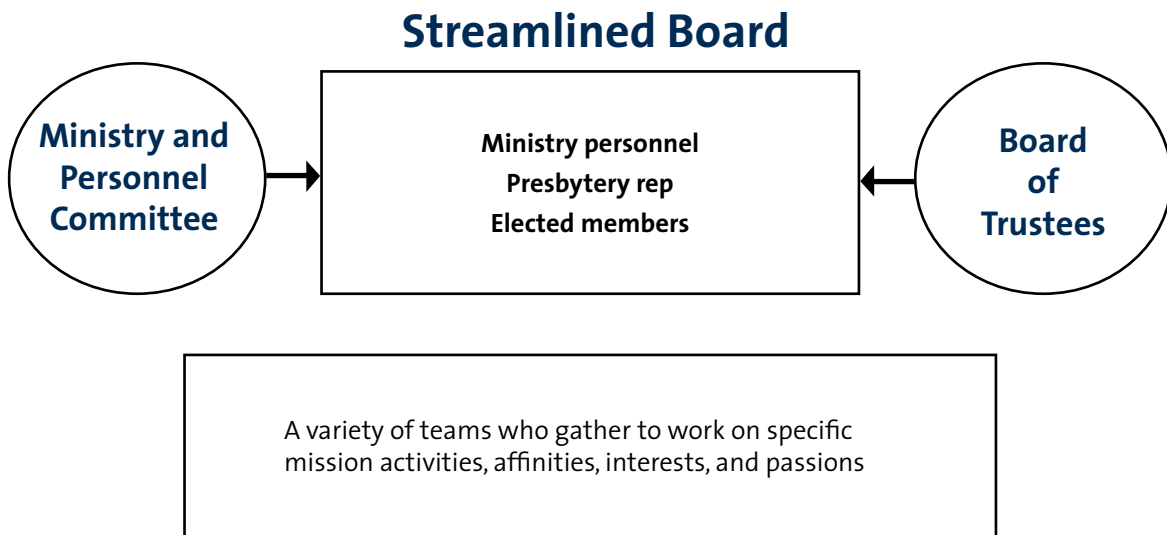 Streamlined Board
Ministry and
Personnel
Committee
Ministry personnel
Presbytery rep
Elected members
Board
of
Trustees
A variety of teams who gather to work on specific
mission activities, affinities, interests, and passions